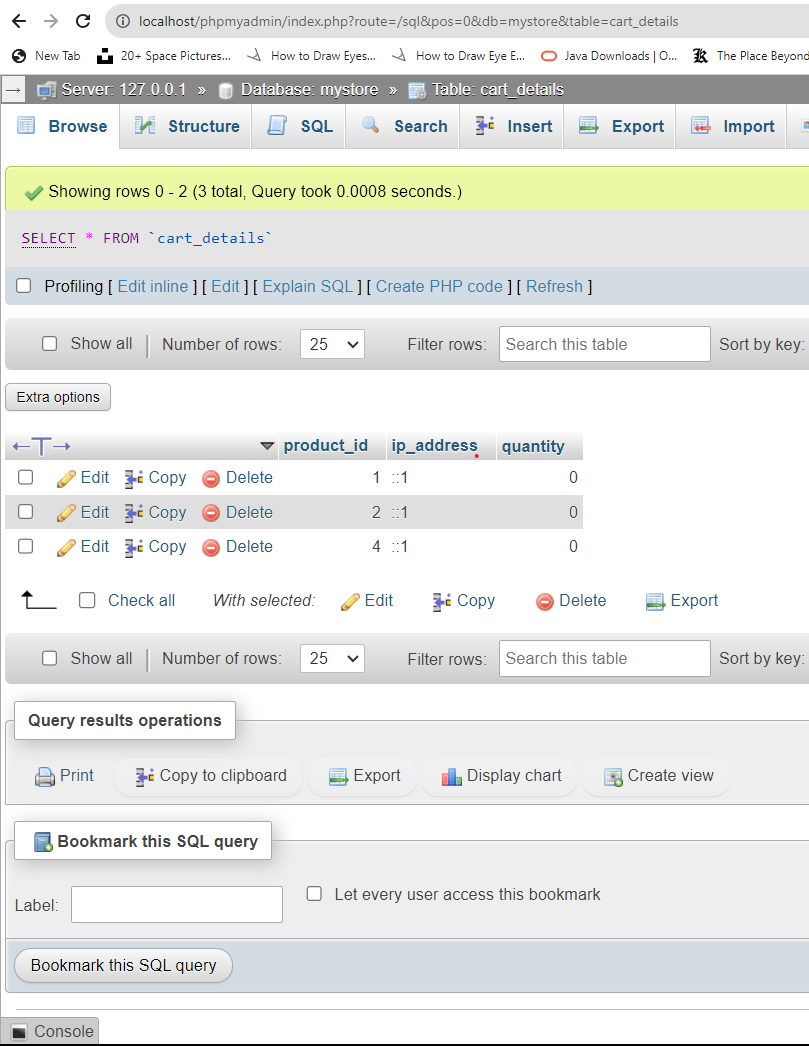 localhost/phpmyadmin/index.php?route=/sql&pos=0&db=mystore&table=cart_details
New Tab 20+ Space Pictures... How to Draw Eyes... How to Draw Eye E... Java Downloads | O... The Place Beyond
Server: 127.0.0.1 » Database: mystore » Table: cart_details
Browse Structure SQL Search Insert Export Import
Showing rows 0 - 2 (3 total, Query took 0.0008 seconds.)
SELECT * FROM `cart_details`
Profiling [ Edit inline ] [ Edit ] [ Explain SQL ] [ Create PHP code ] [ Refresh ]
Show all Number of rows: 25 Filter rows: Search this table Sort by key:
Extra options
product_id ip_address quantity
Edit Copy Delete 1 ::1 0
Edit Copy Delete 2 ::1 0
Edit Copy Delete 4 ::1 0
Check all With selected: Edit Copy Delete Export
Show all Number of rows: 25 Filter rows: Search this table Sort by key:
Query results operations
Print Copy to clipboard Export Display chart Create view
Bookmark this SQL query
Label: Let every user access this bookmark
Bookmark this SQL query
Console